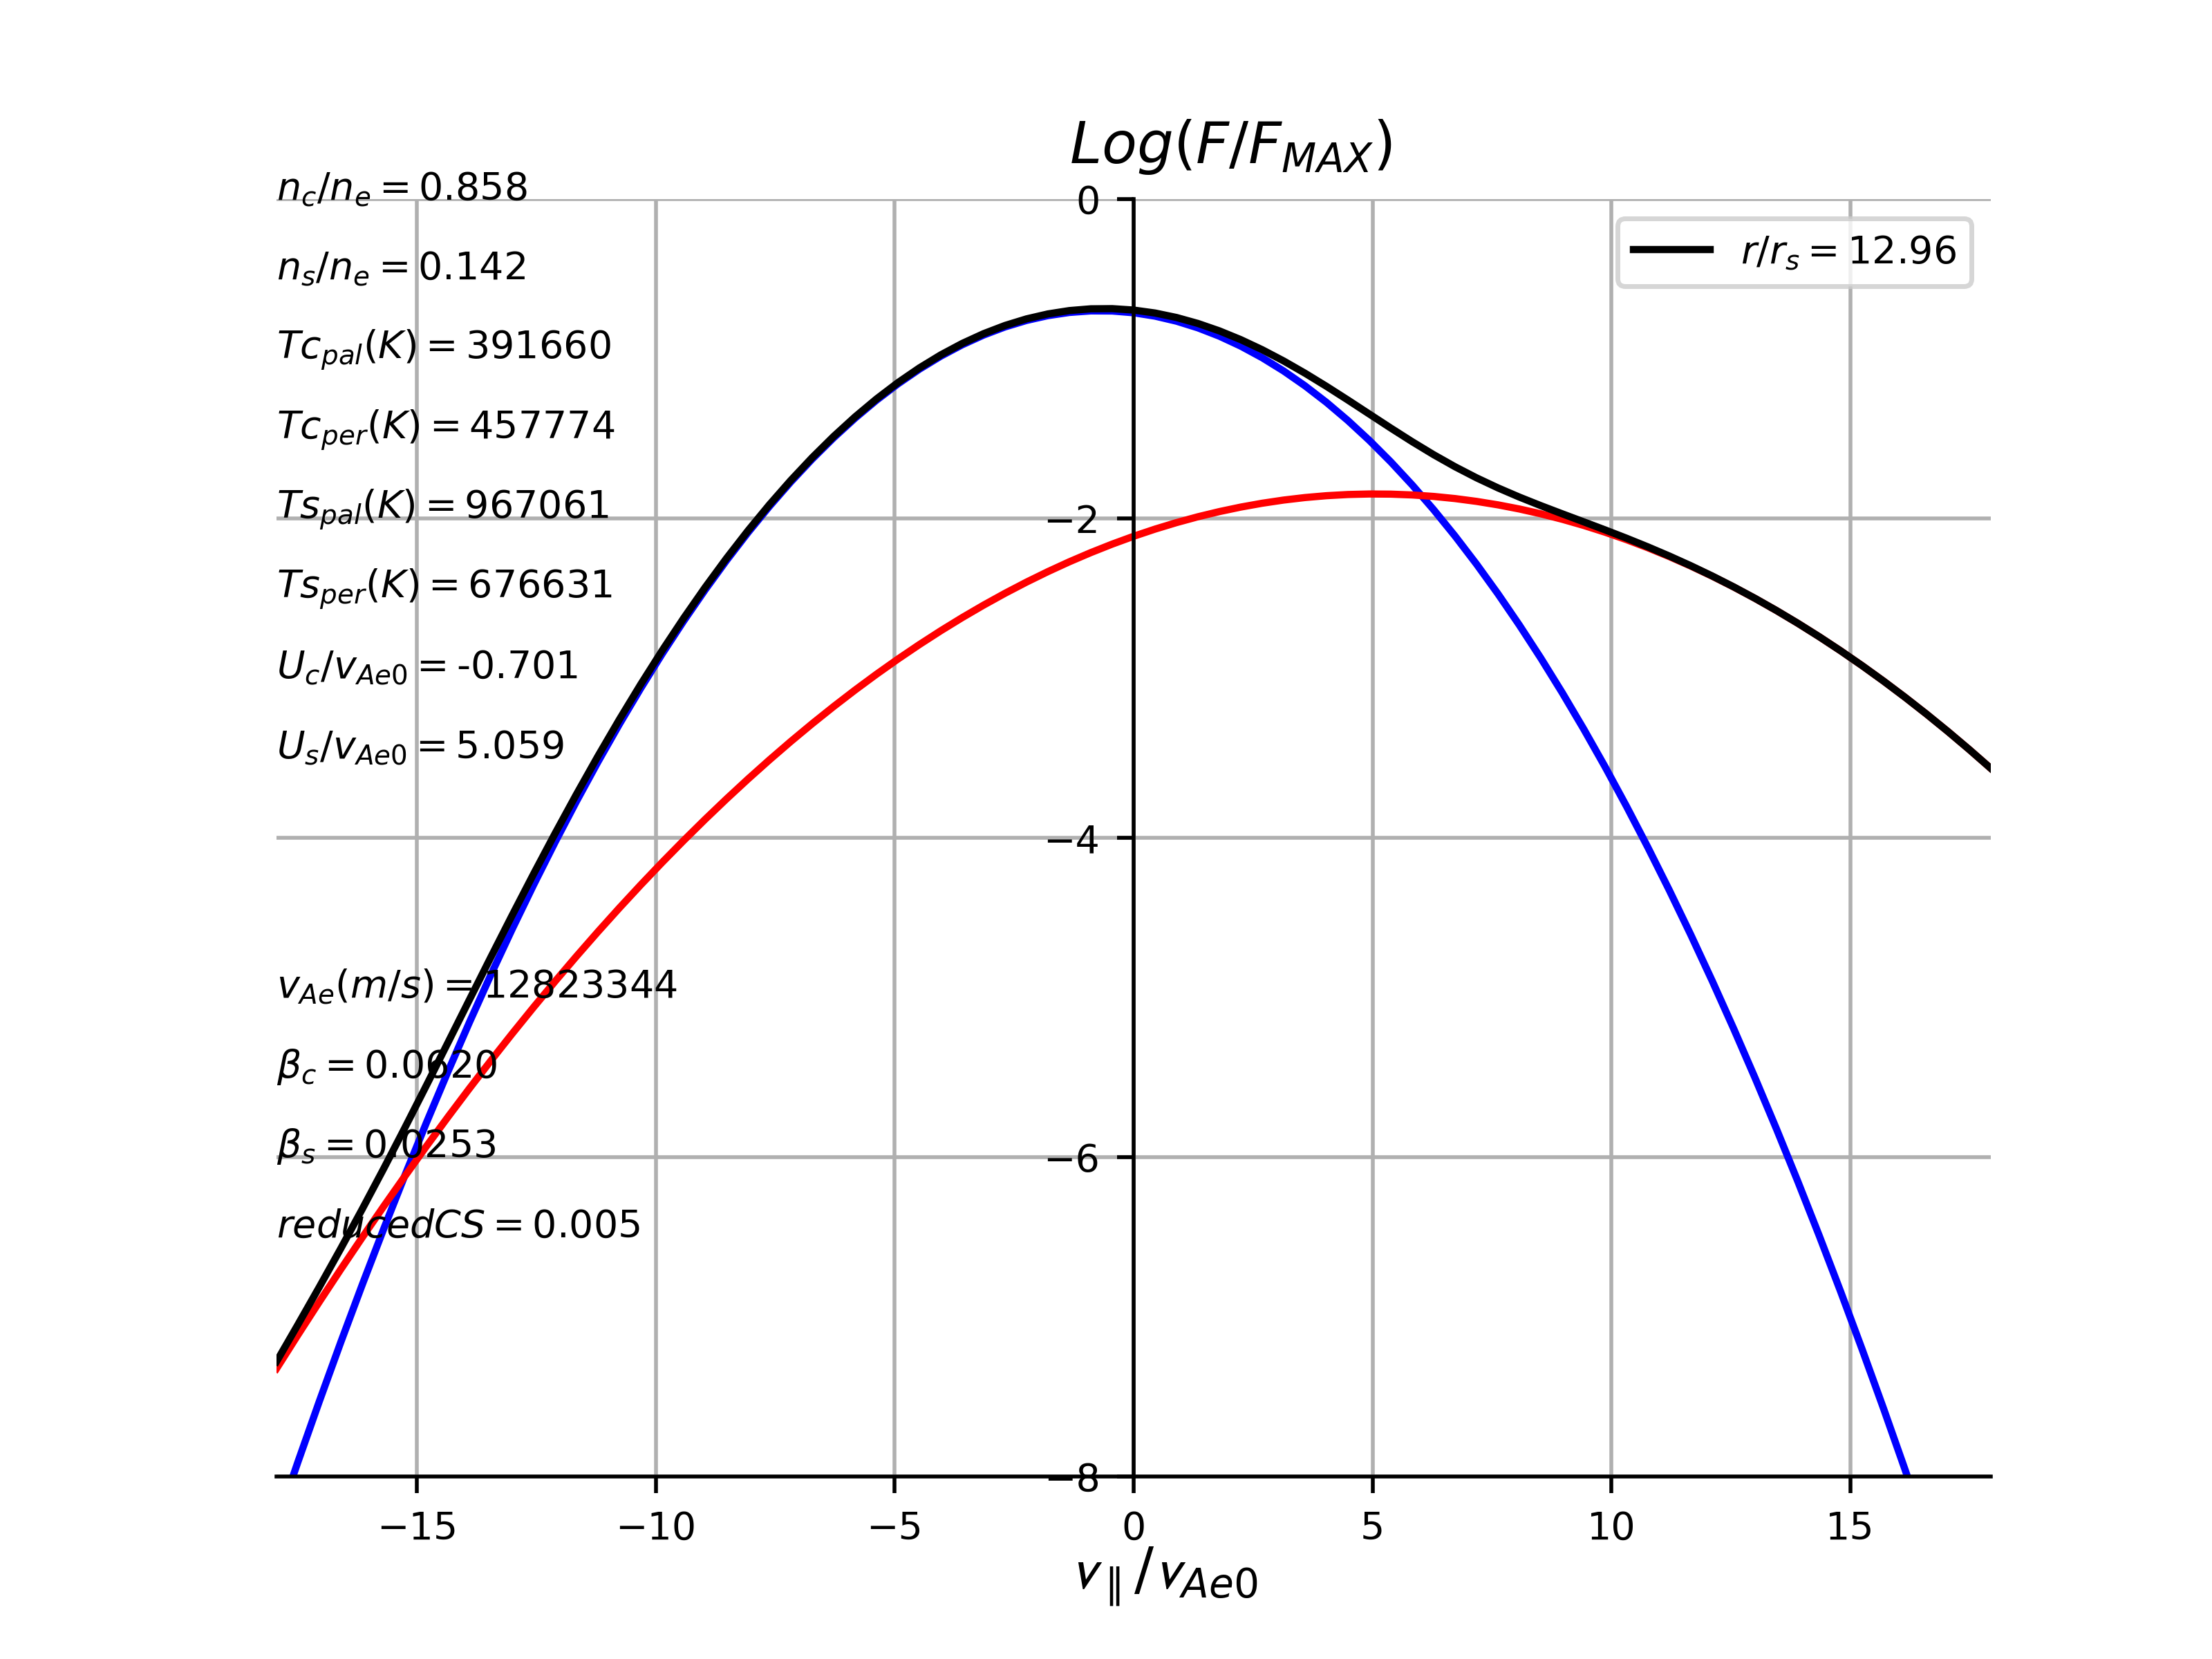 Log(F/F_MAX)
n_c/n_e = 0.858
0
r/r_s = 12.96
n_s/n_e = 0.142
Tc_pal(K) = 391660
Tc_per(K) = 457774
Ts_pal(K) = 967061
−2
Ts_per(K) = 676631
U_c/v_Ae0 = -0.701
U_s/v_Ae0 = 5.059
−4
v_Ae(m/s) = 12823344
β_c = 0.0620
β_s = 0.0253
−6
reducedCS = 0.005
−8
−15 −10 −5 0 5 10 15
v_∥/v_Ae0